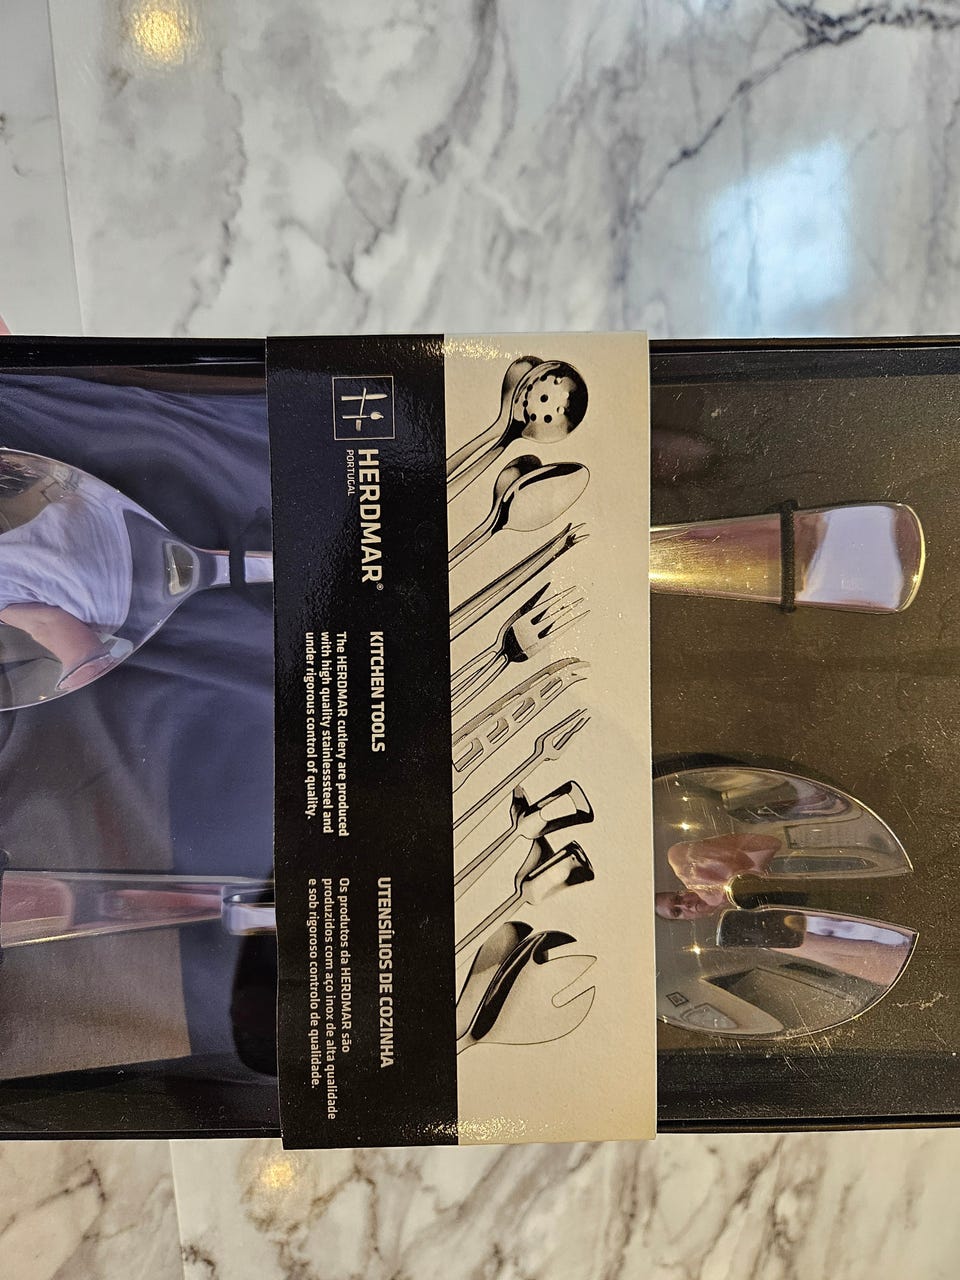 HERDMAR®
PORTUGAL
KITCHEN TOOLS
The HERDMAR cutlery are produced
with high quality stainlesssteel and
under rigorous control of quality.
UTENSÍLIOS DE COZINHA
Os produtos da HERDMAR são
produzidos com aço inox de alta qualidade
e sob rigoroso controlo de qualidade.